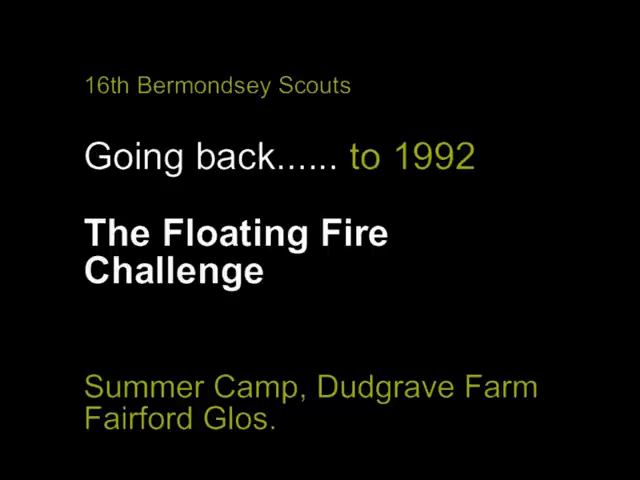 16th Bermondsey Scouts
Going back...... to 1992
The Floating Fire
Challenge
Summer Camp, Dudgrave Farm
Fairford Glos.